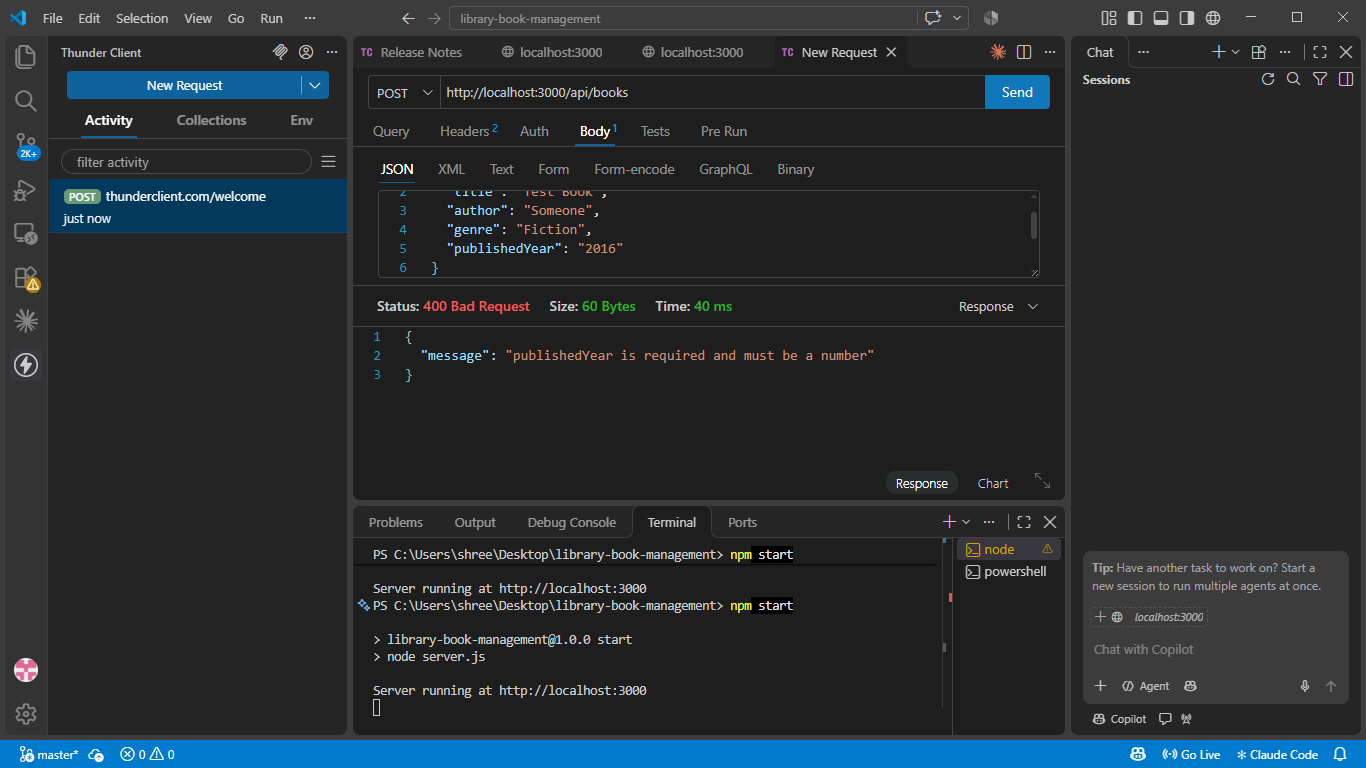 File Edit Selection View Go Run ··· library-book-management
Thunder Client
New Request
Activity Collections Env
filter activity
POST thunderclient.com/welcome
just now
2K+
TC Release Notes localhost:3000 localhost:3000 TC New Request
POST http://localhost:3000/api/books Send
Query Headers 2 Auth Body 1 Tests Pre Run
JSON XML Text Form Form-encode GraphQL Binary
2 "title": "Test Book",
3 "author": "Someone",
4 "genre": "Fiction",
5 "publishedYear": "2016"
6 }
Status: 400 Bad Request Size: 60 Bytes Time: 40 ms Response
1 {
2 "message": "publishedYear is required and must be a number"
3 }
Response Chart
Problems Output Debug Console Terminal Ports
PS C:\Users\shree\Desktop\library-book-management> npm start
Server running at http://localhost:3000
PS C:\Users\shree\Desktop\library-book-management> npm start
> library-book-management@1.0.0 start
> node server.js
Server running at http://localhost:3000
node
powershell
Chat
Sessions
Tip: Have another task to work on? Start a
new session to run multiple agents at once.
localhost:3000
Chat with Copilot
Agent
Copilot
master* 0 0 Go Live Claude Code